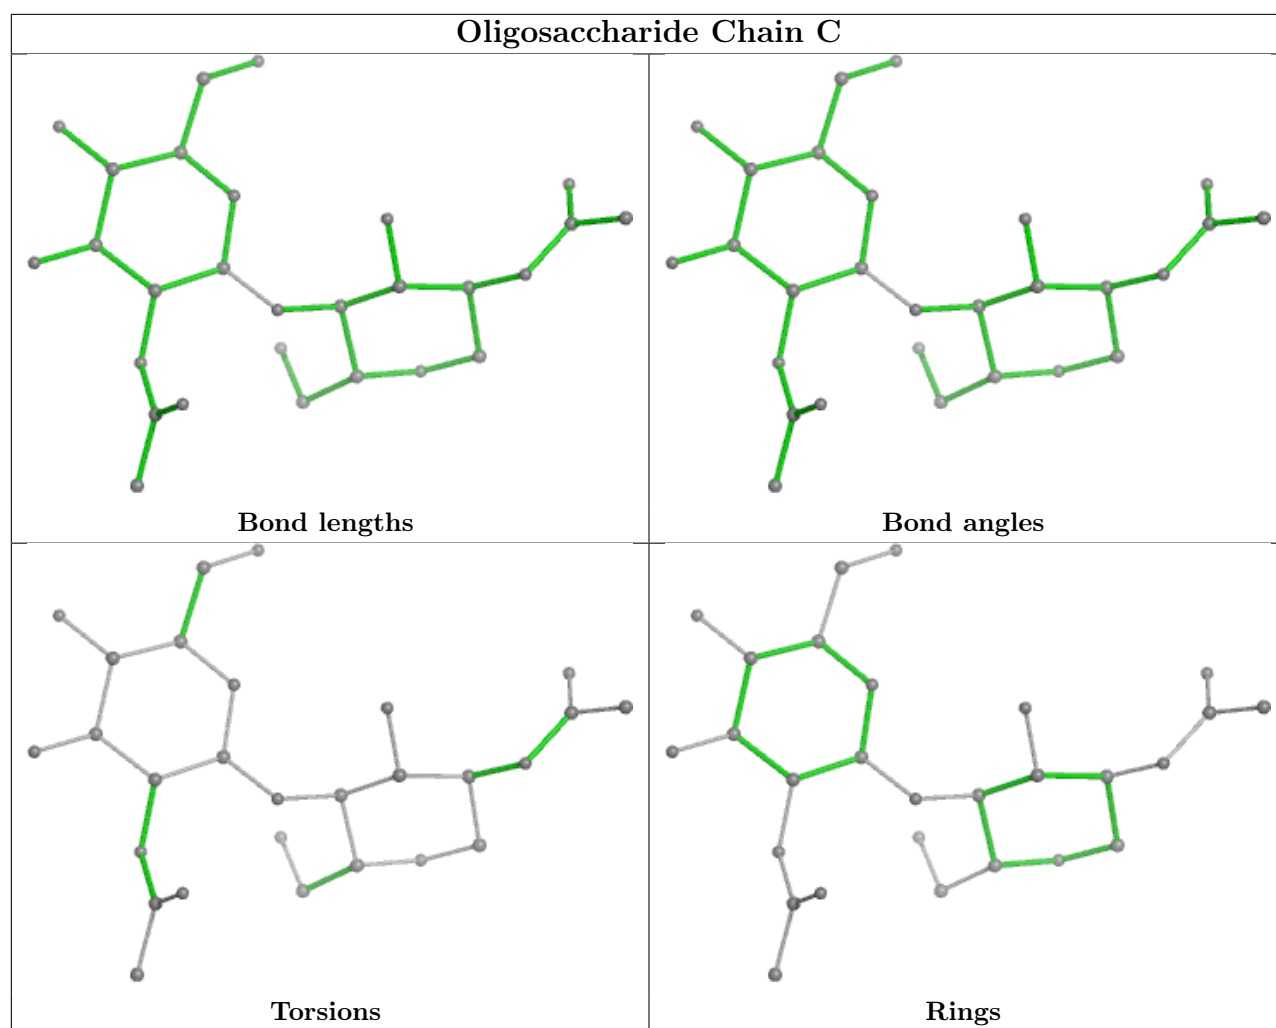 Oligosaccharide Chain C
Bond lengths
Bond angles
Torsions
Rings